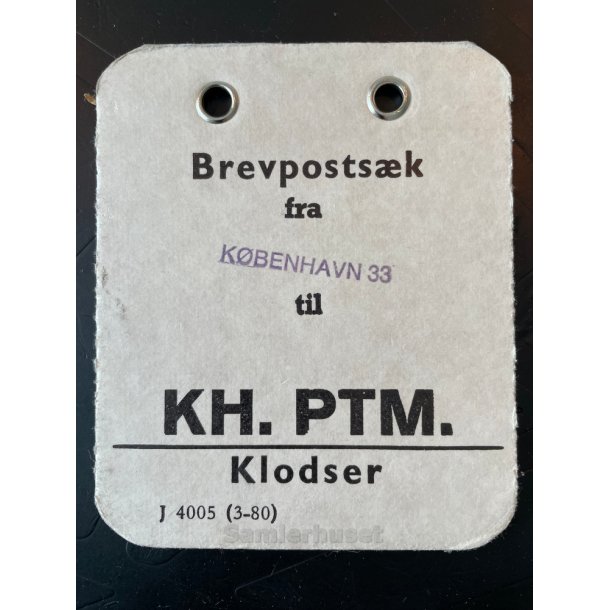 Brevpostsæk
fra
KØBENHAVN 33
til
KH. PTM.
Klodser
J 4005 (3-80)
Samlerhuset